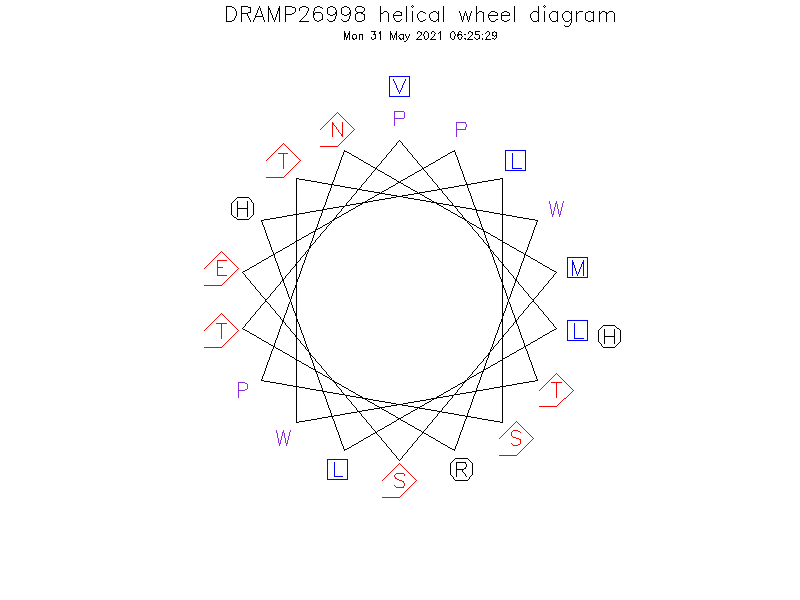 DRAMP26998 helical wheel diagram
Mon 31 May 2021 06:25:29
V
N P P
T L
H W
E M
T L H
P T
W S
L S R